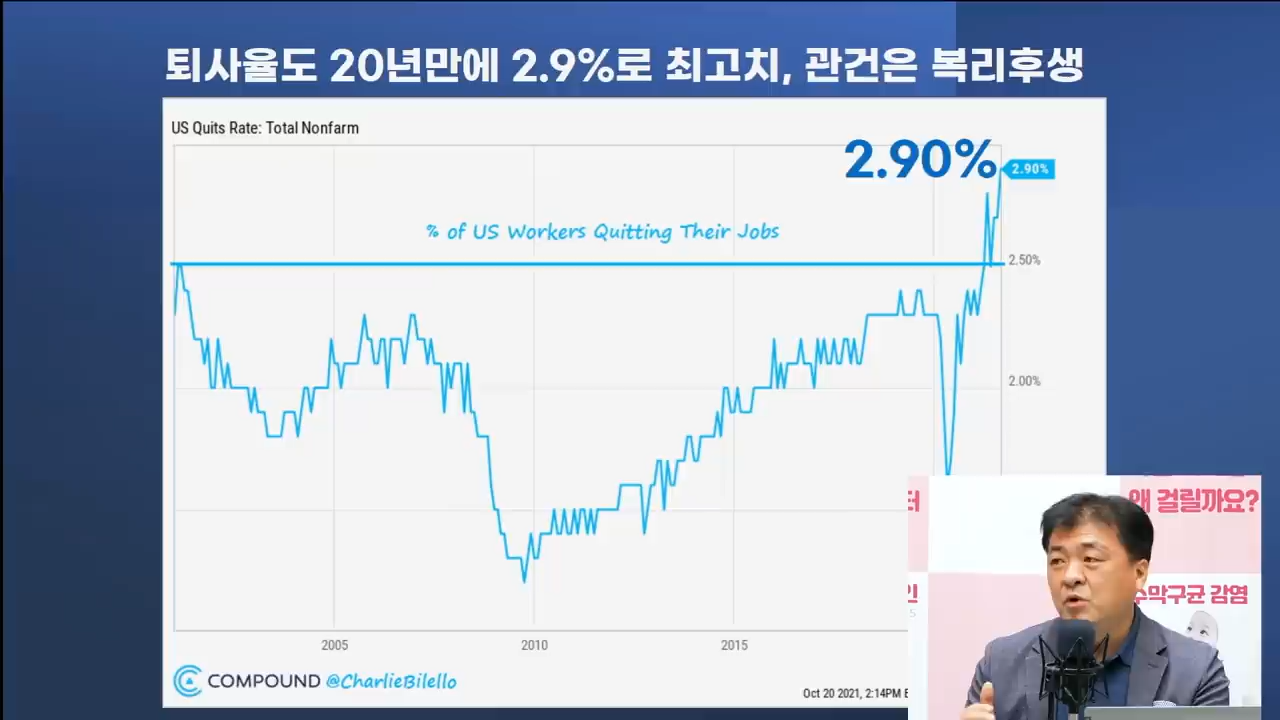 퇴사율도 20년만에 2.9%로 최고치, 관건은 복리후생
US Quits Rate: Total Nonfarm
2.90%
2.90%
% of US Workers Quitting Their Jobs
2.50%
2.00%
2005
2010
2015
COMPOUND @CharlieBilello
Oct 20 2021, 2:14PM
왜 걸릴까요?
수막구균 감염